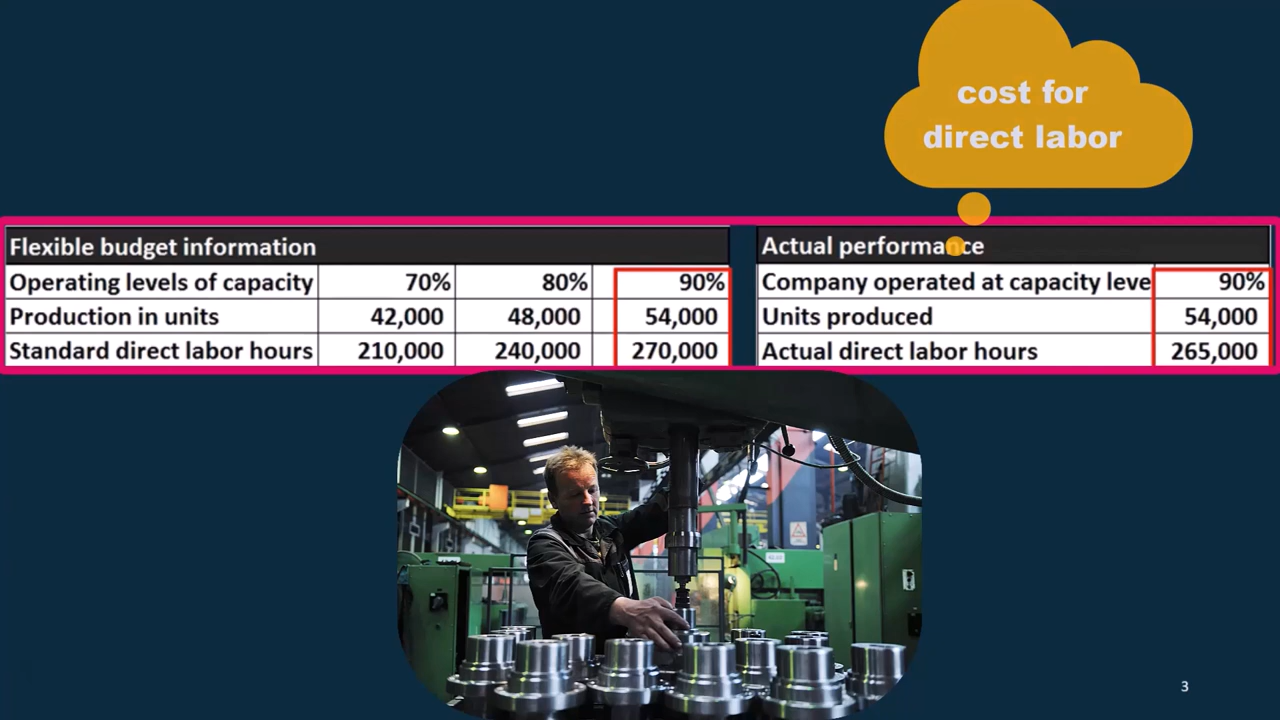 cost for
direct labor
Flexible budget information
Operating levels of capacity 70% 80% 90%
Production in units 42,000 48,000 54,000
Standard direct labor hours 210,000 240,000 270,000
Actual performance
Company operated at capacity leve 90%
Units produced 54,000
Actual direct labor hours 265,000
3